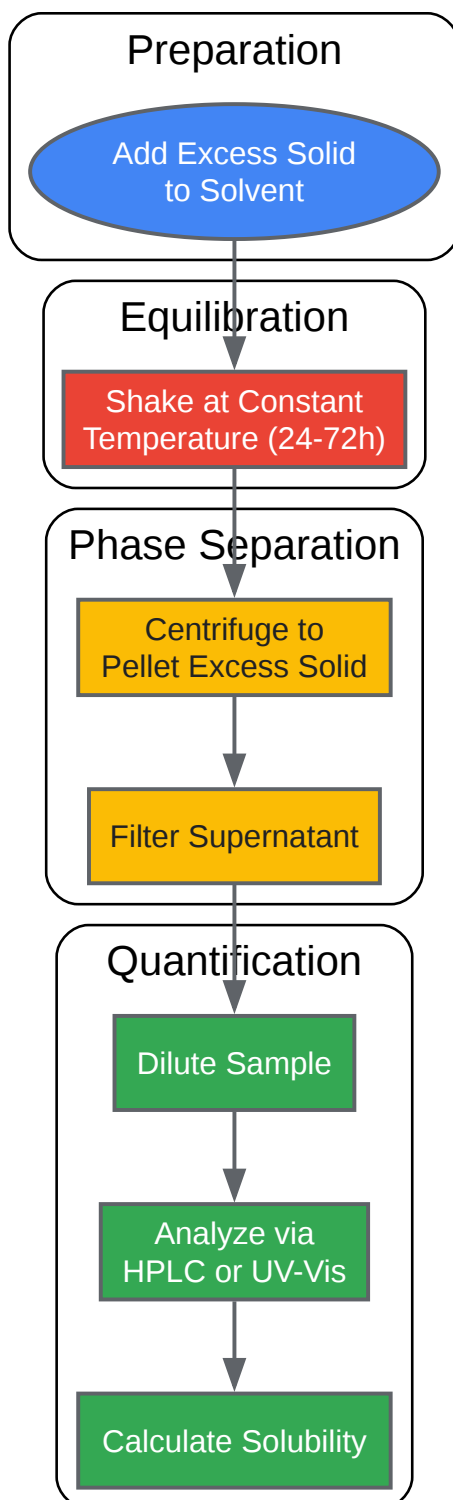 Preparation
Add Excess Solid
to Solvent
Equilibration
Shake at Constant
Temperature (24-72h)
Phase Separation
Centrifuge to
Pellet Excess Solid
Filter Supernatant
Quantification
Dilute Sample
Analyze via
HPLC or UV-Vis
Calculate Solubility